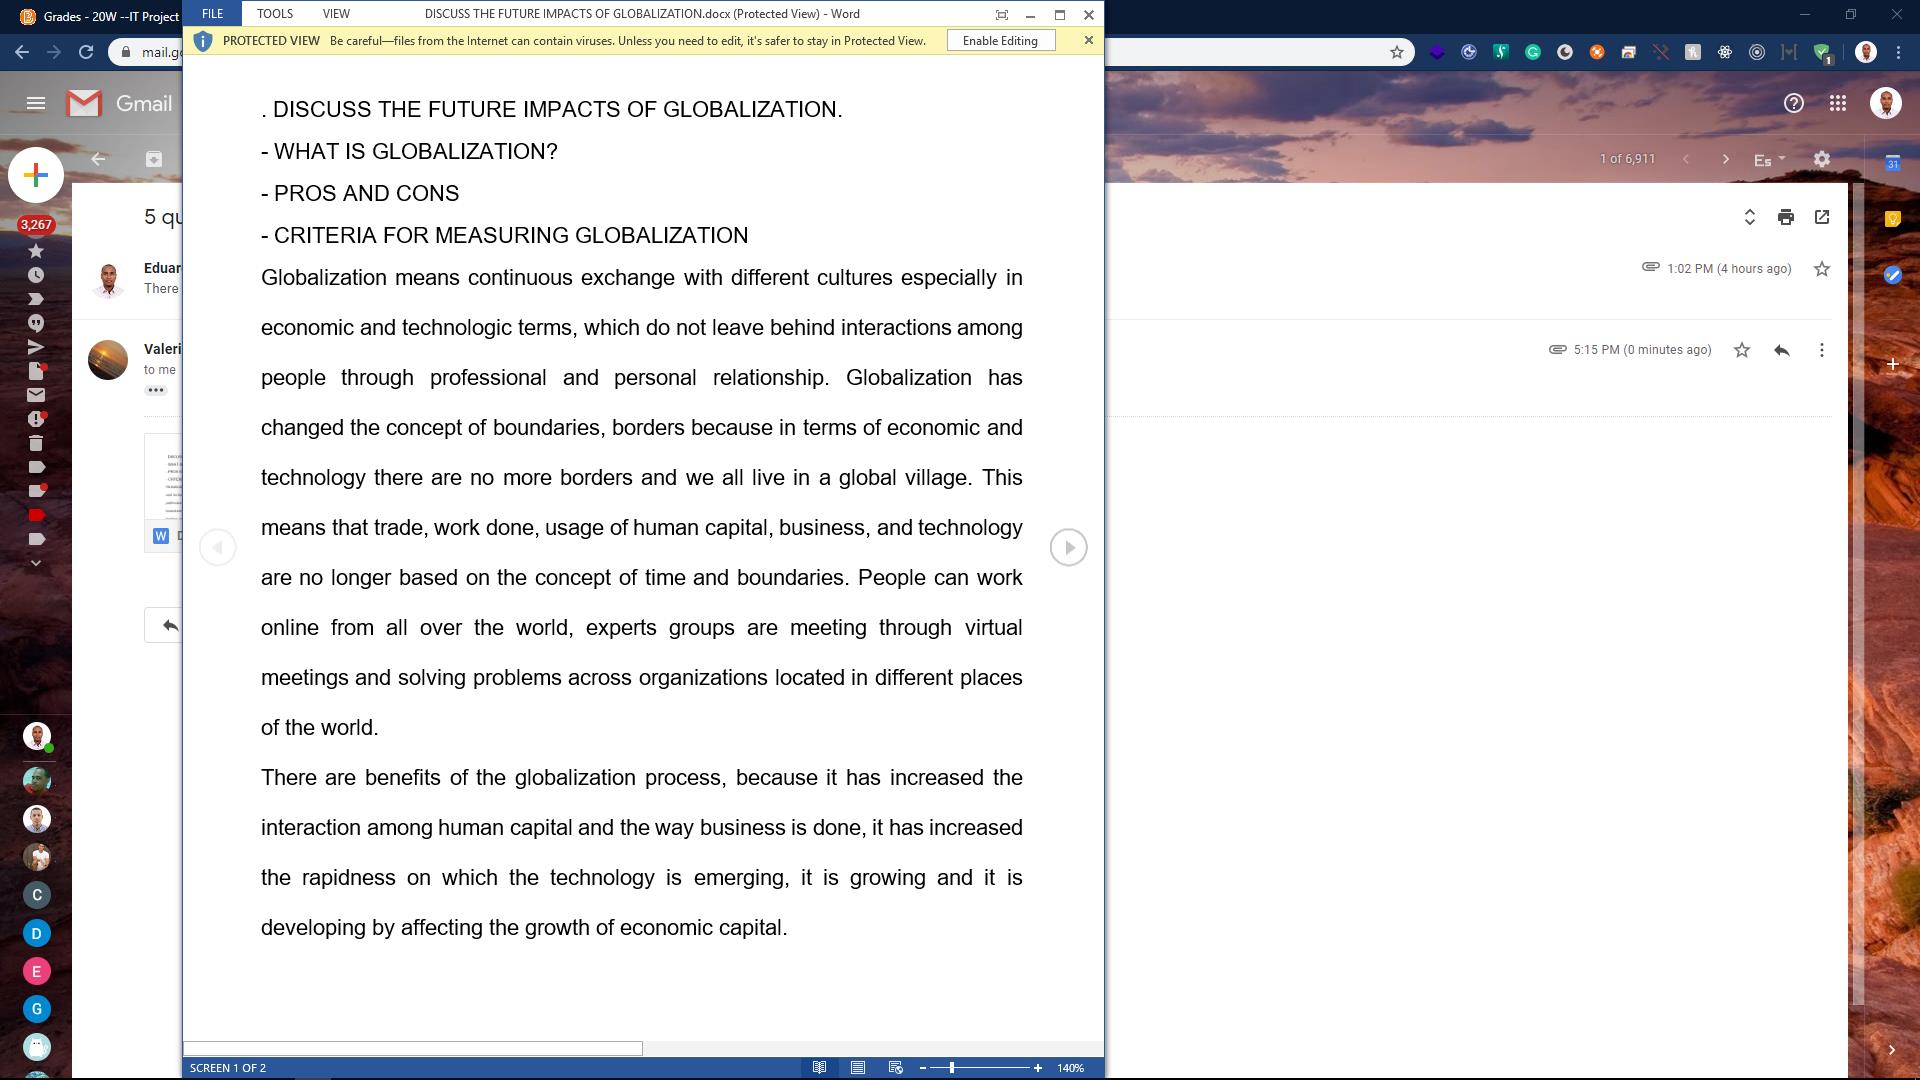 Grades - 20W --IT Project
FILE TOOLS VIEW DISCUSS THE FUTURE IMPACTS OF GLOBALIZATION.docx (Protected View) - Word
PROTECTED VIEW Be careful—files from the Internet can contain viruses. Unless you need to edit, it's safer to stay in Protected View. Enable Editing
1
Gmail
1 of 6,911
Es
31
3,267
5 qu
Eduar
There
1:02 PM (4 hours ago)
Valeri
to me
5:15 PM (0 minutes ago)
W
. DISCUSS THE FUTURE IMPACTS OF GLOBALIZATION.
- WHAT IS GLOBALIZATION?
- PROS AND CONS
- CRITERIA FOR MEASURING GLOBALIZATION
Globalization means continuous exchange with different cultures especially in
economic and technologic terms, which do not leave behind interactions among
people through professional and personal relationship. Globalization has
changed the concept of boundaries, borders because in terms of economic and
technology there are no more borders and we all live in a global village. This
means that trade, work done, usage of human capital, business, and technology
are no longer based on the concept of time and boundaries. People can work
online from all over the world, experts groups are meeting through virtual
meetings and solving problems across organizations located in different places
of the world.
There are benefits of the globalization process, because it has increased the
interaction among human capital and the way business is done, it has increased
the rapidness on which the technology is emerging, it is growing and it is
developing by affecting the growth of economic capital.
C
D
E
G
SCREEN 1 OF 2
140%